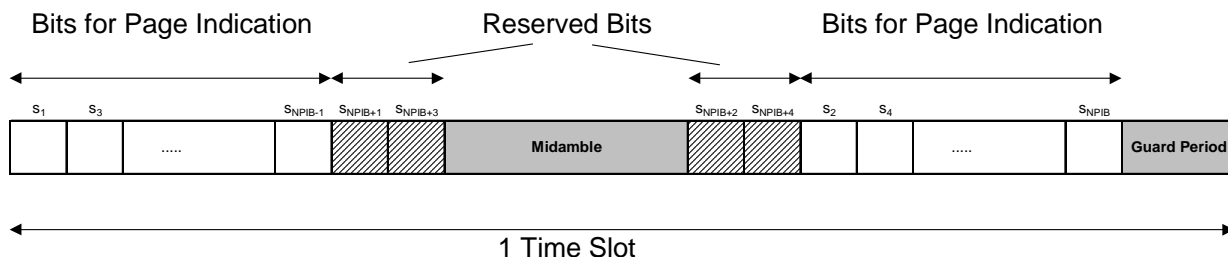 Bits for Page Indication Reserved Bits Bits for Page Indication
s1 s3 sNPIB-1 sNPIB+1 sNPIB+3 sNPIB+2 sNPIB+4 s2 s4 sNPIB
..... Midamble ..... Guard Period
1 Time Slot